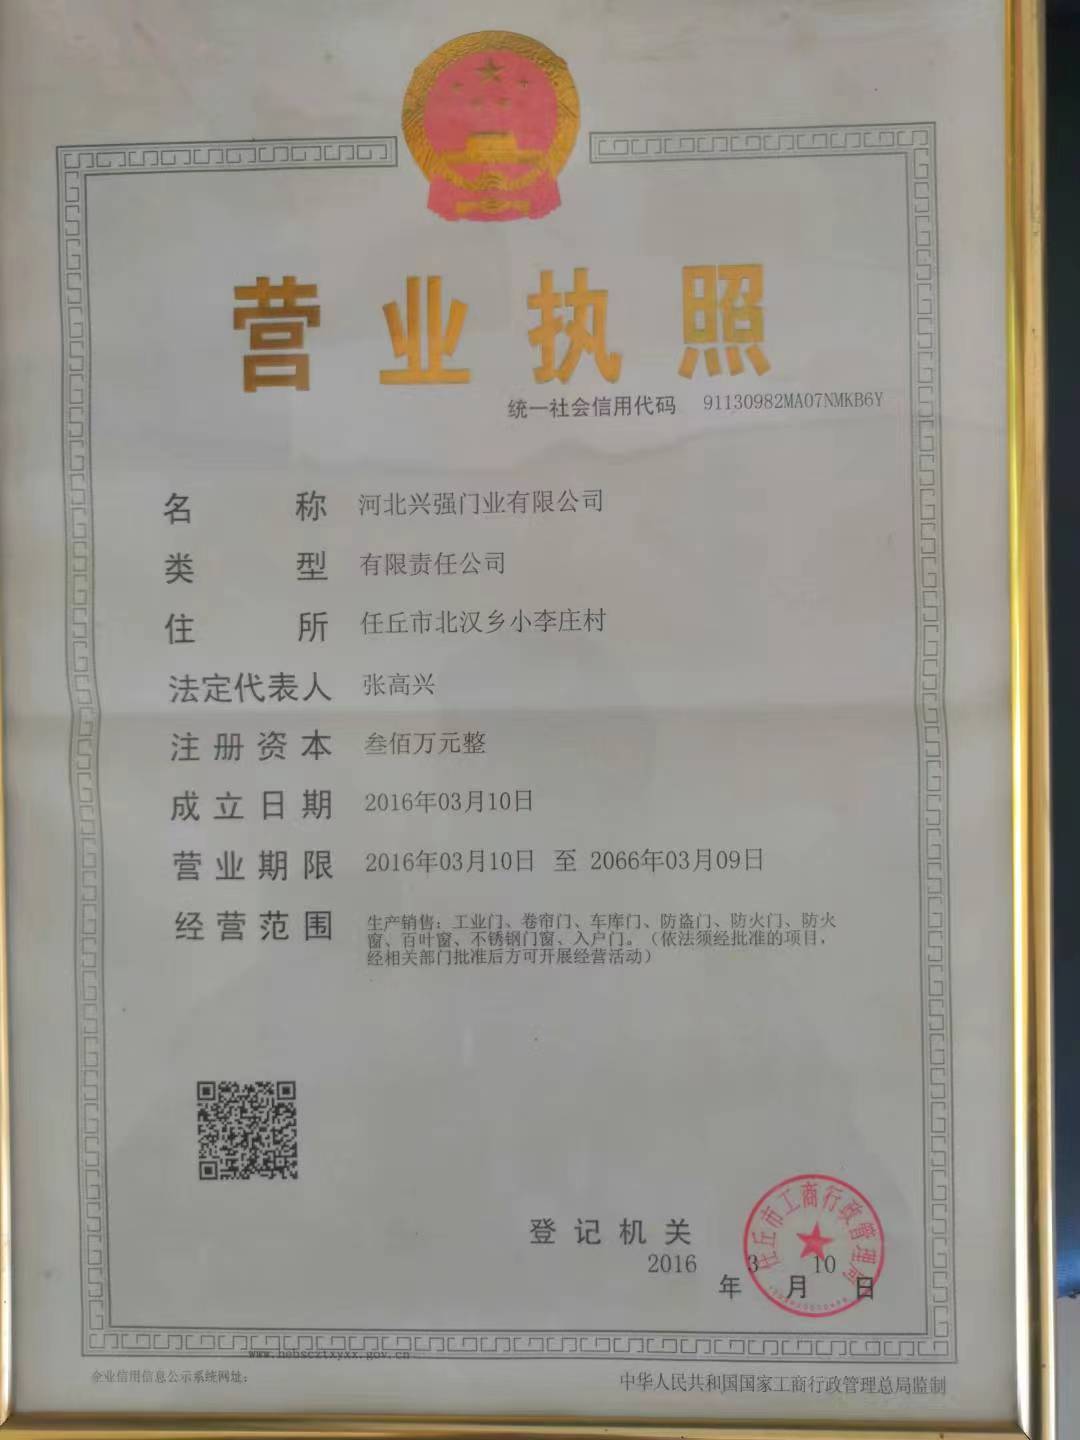 营业执照
统一社会信用代码 91130982MA07NMKB6Y
名称 河北兴强门业有限公司
类型 有限责任公司
住所 任丘市北汉乡小李庄村
法定代表人 张高兴
注册资本 叁佰万元整
成立日期 2016年03月10日
营业期限 2016年03月10日 至 2066年03月09日
经营范围 生产销售：工业门、卷帘门、车库门、防盗门、防火门、防火
窗、百叶窗、不锈钢门窗、入户门。（依法须经批准的项目，
经相关部门批准后方可开展经营活动）
任丘市工商行政管理局
登记机关
2016年3月10日
www.hebscztxyxx.gov.cn
企业信用信息公示系统网址：
中华人民共和国国家工商行政管理总局监制